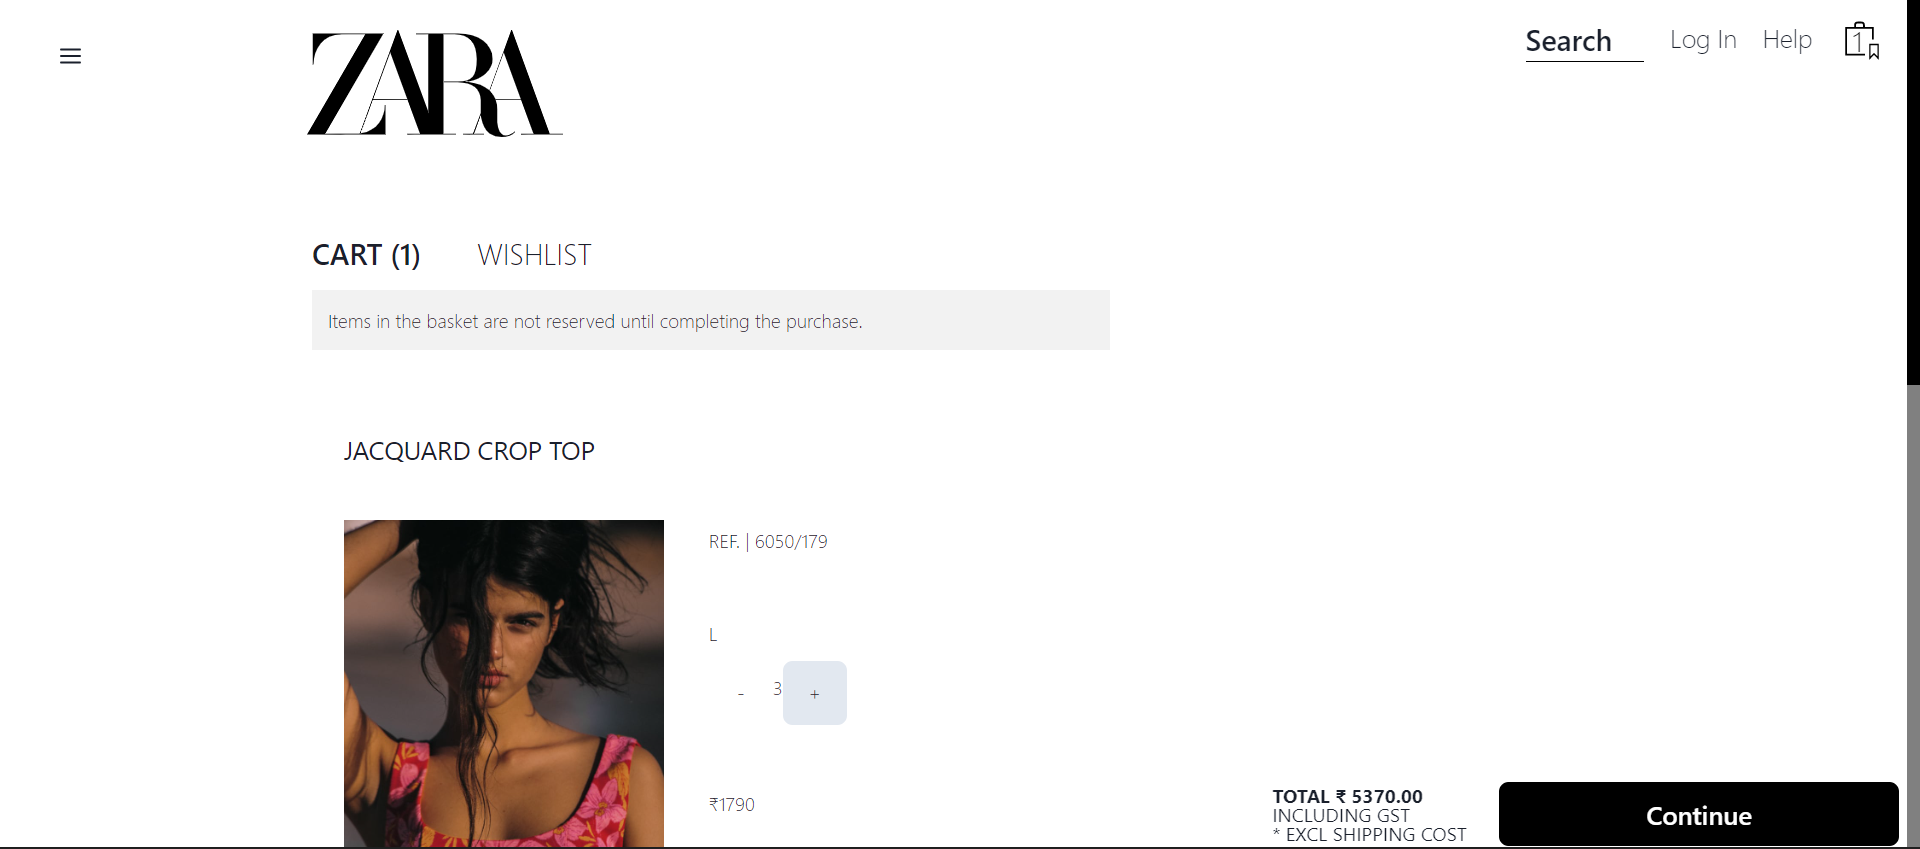 ZARA
Search Log In Help 1
CART (1) WISHLIST
Items in the basket are not reserved until completing the purchase.
JACQUARD CROP TOP
REF. | 6050/179
L
- 3 +
₹1790
TOTAL ₹ 5370.00
INCLUDING GST
* EXCL SHIPPING COST
Continue